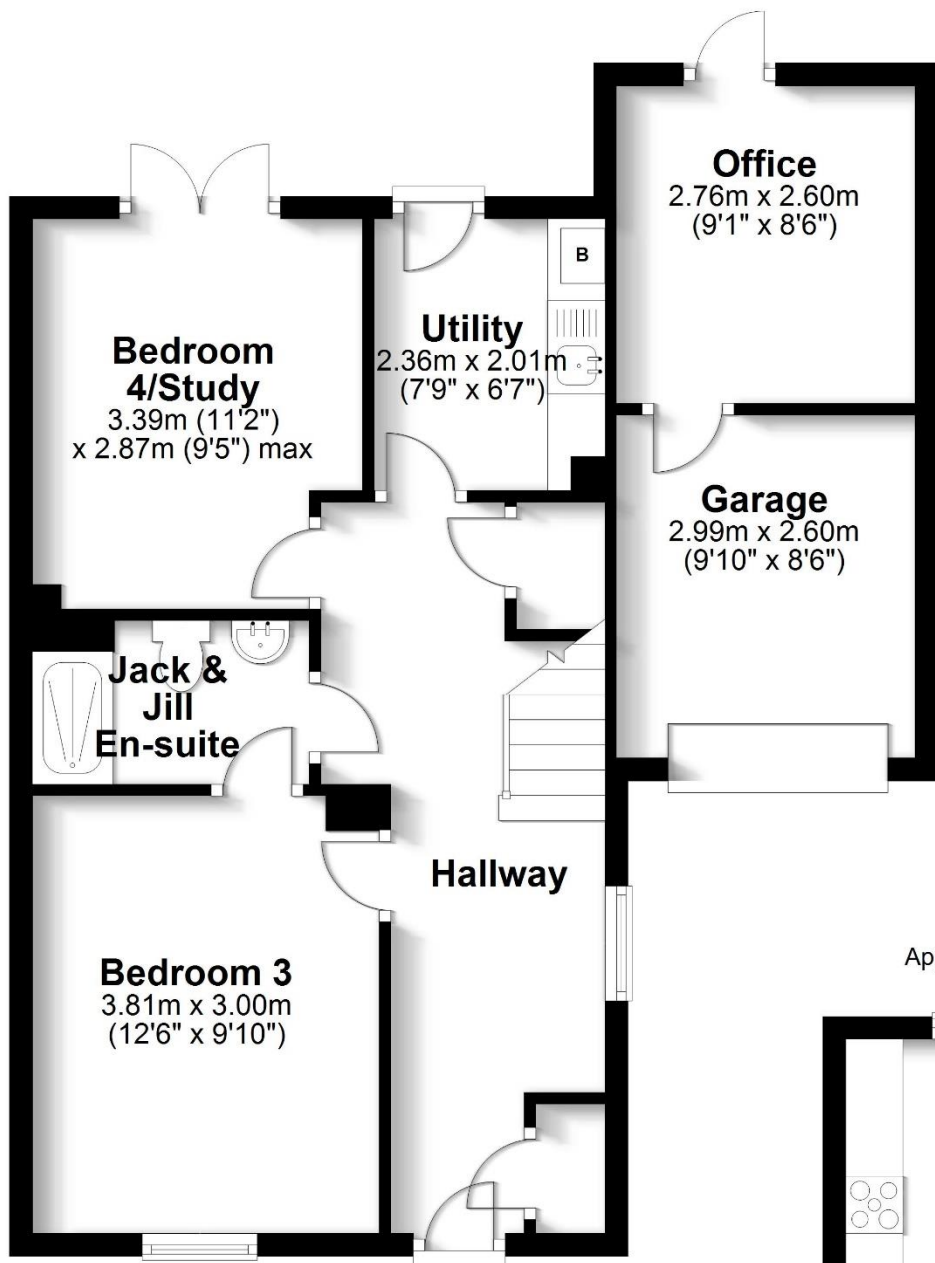 Office
2.76m x 2.60m
(9'1" x 8'6")
B
Utility
2.36m x 2.01m
(7'9" x 6'7")
Bedroom
4/Study
3.39m (11'2")
x 2.87m (9'5") max
Garage
2.99m x 2.60m
(9'10" x 8'6")
Jack &
Jill
En-suite
Hallway
Bedroom 3
3.81m x 3.00m
(12'6" x 9'10")
Ap